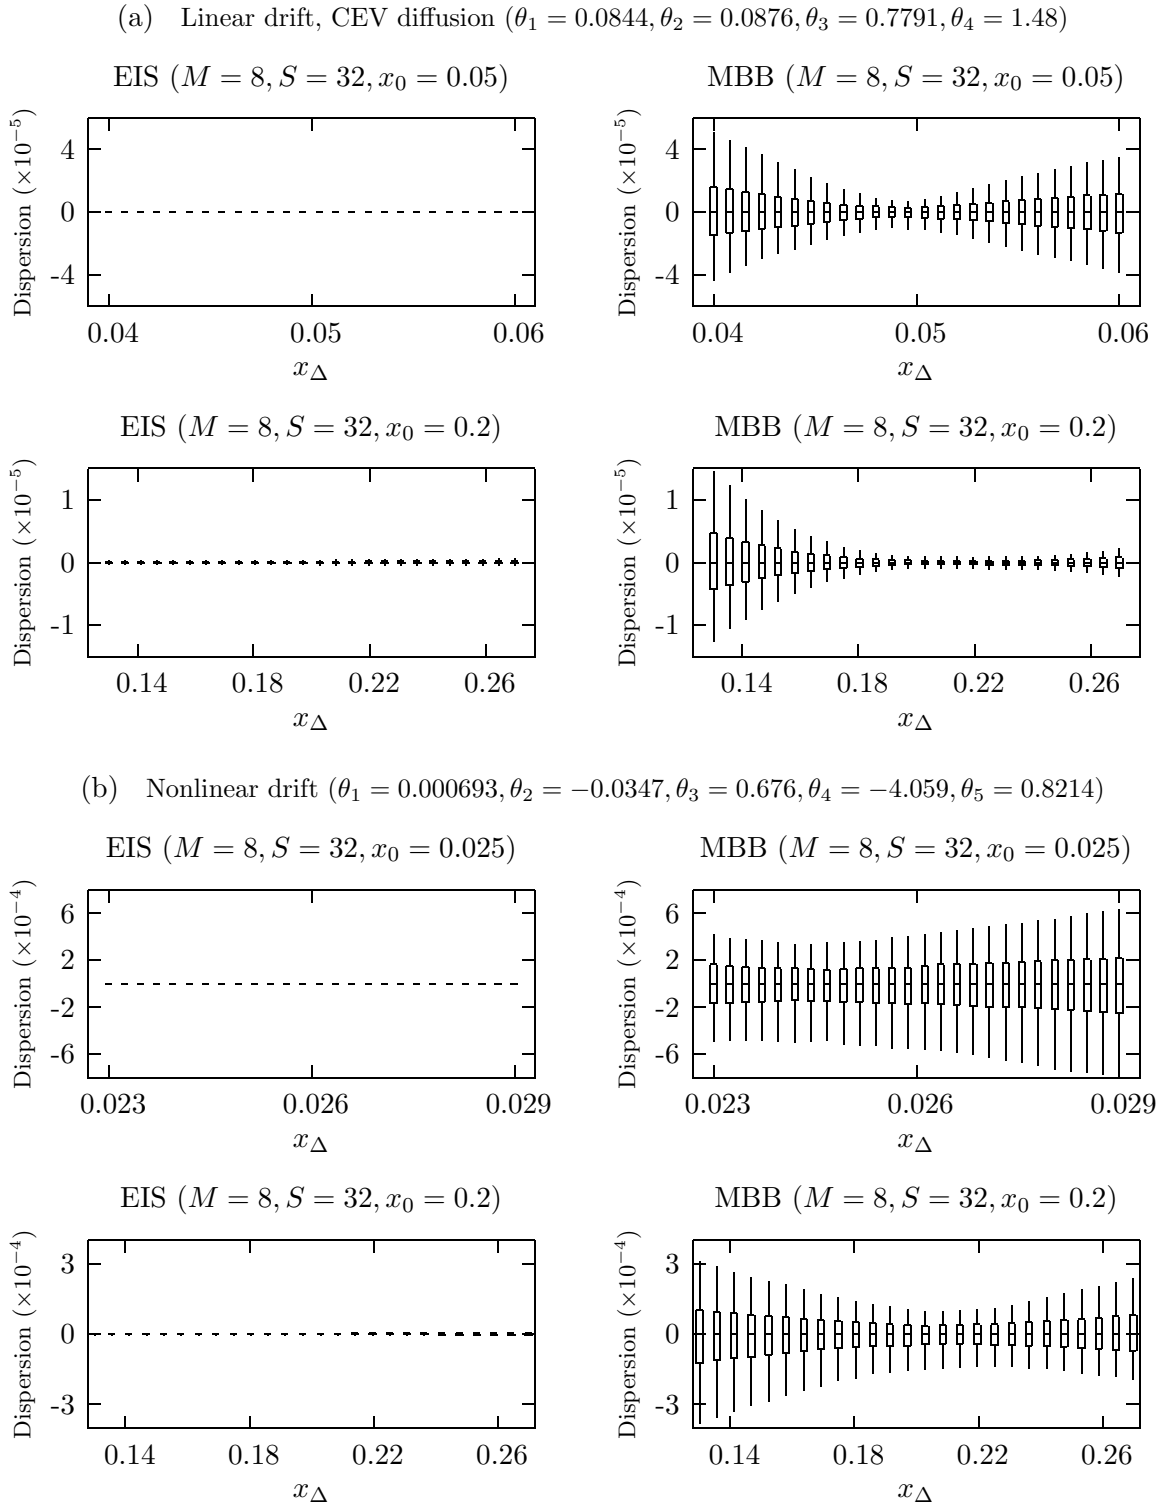 (a) Linear drift, CEV diffusion (θ₁ = 0.0844, θ₂ = 0.0876, θ₃ = 0.7791, θ₄ = 1.48)
EIS (M = 8, S = 32, x₀ = 0.05)
Dispersion (×10⁻⁵)
4
0
-4
0.04 0.05 0.06
x_Δ
MBB (M = 8, S = 32, x₀ = 0.05)
Dispersion (×10⁻⁵)
4
0
-4
0.04 0.05 0.06
x_Δ
EIS (M = 8, S = 32, x₀ = 0.2)
Dispersion (×10⁻⁵)
1
0
-1
0.14 0.18 0.22 0.26
x_Δ
MBB (M = 8, S = 32, x₀ = 0.2)
Dispersion (×10⁻⁵)
1
0
-1
0.14 0.18 0.22 0.26
x_Δ
(b) Nonlinear drift (θ₁ = 0.000693, θ₂ = −0.0347, θ₃ = 0.676, θ₄ = −4.059, θ₅ = 0.8214)
EIS (M = 8, S = 32, x₀ = 0.025)
Dispersion (×10⁻⁴)
6
2
-2
-6
0.023 0.026 0.029
x_Δ
MBB (M = 8, S = 32, x₀ = 0.025)
Dispersion (×10⁻⁴)
6
2
-2
-6
0.023 0.026 0.029
x_Δ
EIS (M = 8, S = 32, x₀ = 0.2)
Dispersion (×10⁻⁴)
3
0
-3
0.14 0.18 0.22 0.26
x_Δ
MBB (M = 8, S = 32, x₀ = 0.2)
Dispersion (×10⁻⁴)
3
0
-3
0.14 0.18 0.22 0.26
x_Δ